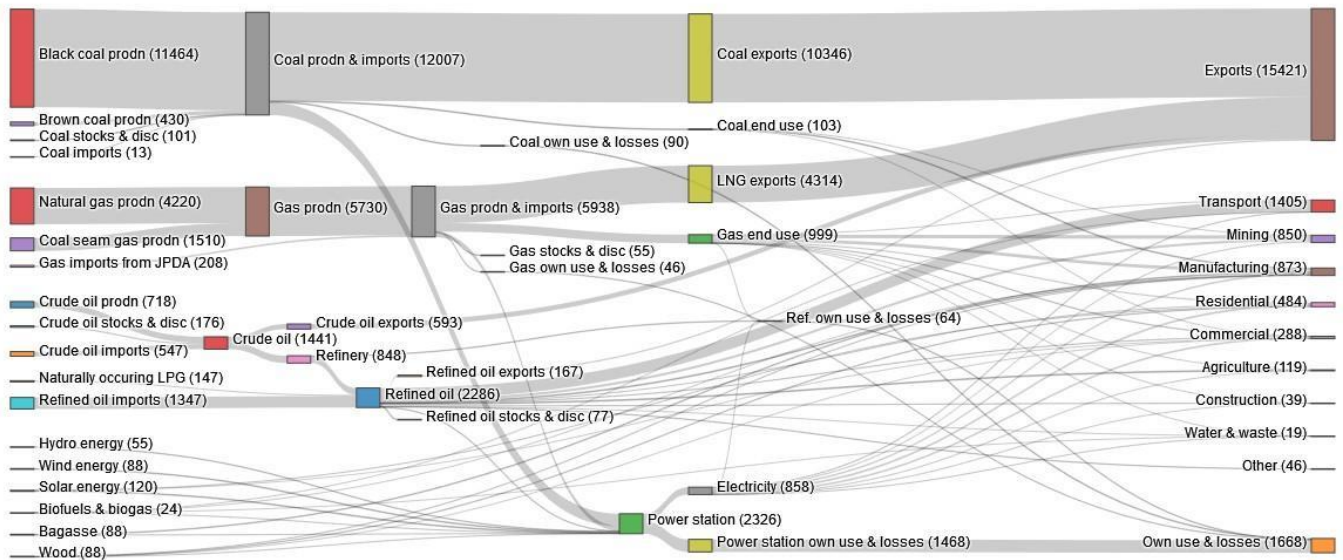 Black coal prodn (11464)
Coal prodn & imports (12007)
Coal exports (10346)
Exports (15421)
Brown coal prodn (430)
Coal stocks & disc (101)
Coal imports (13)
Coal end use (103)
Coal own use & losses (90)
Natural gas prodn (4220)
Gas prodn (5730)
Gas prodn & imports (5938)
LNG exports (4314)
Coal seam gas prodn (1510)
Gas imports from JPDA (208)
Gas end use (999)
Gas stocks & disc (55)
Gas own use & losses (46)
Transport (1405)
Mining (850)
Manufacturing (873)
Residential (484)
Crude oil prodn (718)
Crude oil stocks & disc (176)
Crude oil imports (547)
Crude oil (1441)
Crude oil exports (593)
Refinery (848)
Ref. own use & losses (64)
Commercial (288)
Agriculture (119)
Construction (39)
Water & waste (19)
Other (46)
Naturally occuring LPG (147)
Refined oil imports (1347)
Refined oil exports (167)
Refined oil (2286)
Refined oil stocks & disc (77)
Hydro energy (55)
Wind energy (88)
Solar energy (120)
Biofuels & biogas (24)
Bagasse (88)
Wood (88)
Electricity (858)
Power station (2326)
Power station own use & losses (1468)
Own use & losses (1668)